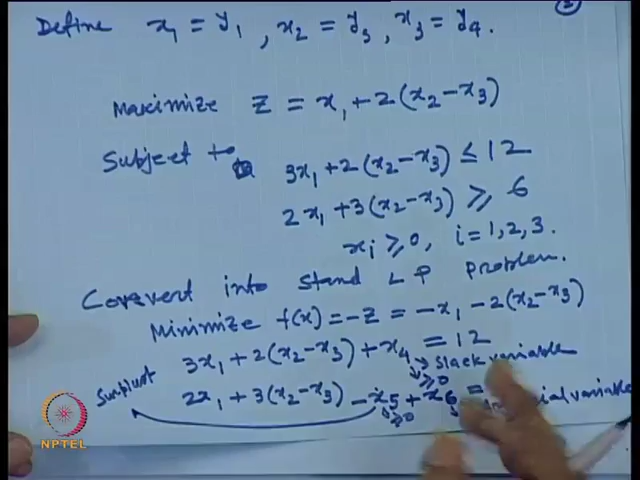 ②
Define x₁ = y₁ , x₂ = y₃ , x₃ = y₄.
Maximize Z = x₁ + 2(x₂ - x₃)
Subject to 3x₁ + 2(x₂ - x₃) ≤ 12
2x₁ + 3(x₂ - x₃) ≥ 6
xᵢ ≥ 0, i = 1, 2, 3.
Convert into Stand LP problem.
Minimize f(x) = -Z = -x₁ - 2(x₂ - x₃)
3x₁ + 2(x₂ - x₃) + x₄ = 12
→ Slack variable
≥ 0
2x₁ + 3(x₂ - x₃) - x₅ + x₆ =
variable
≥ 0
NPTEL